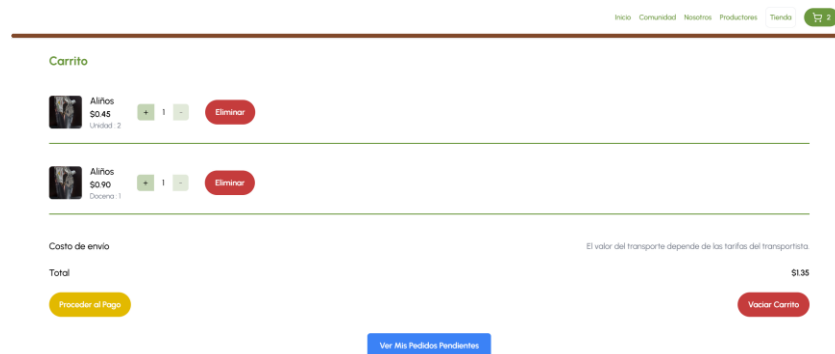 Inicio Comunidad Nosotros Productores Tienda 2
Carrito
Aliños
$0.45
Unidad : 2
+ 1 -
Eliminar
Aliños
$0.90
Docena : 1
+ 1 -
Eliminar
Costo de envío El valor del transporte depende de las tarifas del transportista.
Total $1.35
Proceder al Pago Vaciar Carrito
Ver Mis Pedidos Pendientes